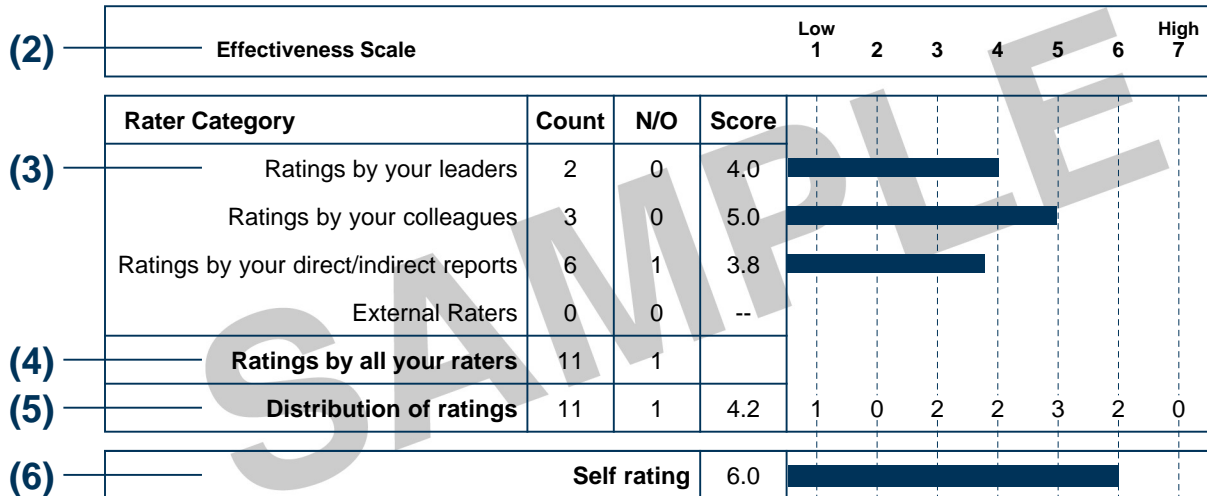 Low High
(2) Effectiveness Scale 1 2 3 4 5 6 7
Rater Category Count N/O Score
(3) Ratings by your leaders 2 0 4.0
Ratings by your colleagues 3 0 5.0
Ratings by your direct/indirect reports 6 1 3.8
External Raters 0 0 --
(4) Ratings by all your raters 11 1
(5) Distribution of ratings 11 1 4.2 1 0 2 2 3 2 0
(6) Self rating 6.0
SAMPLE